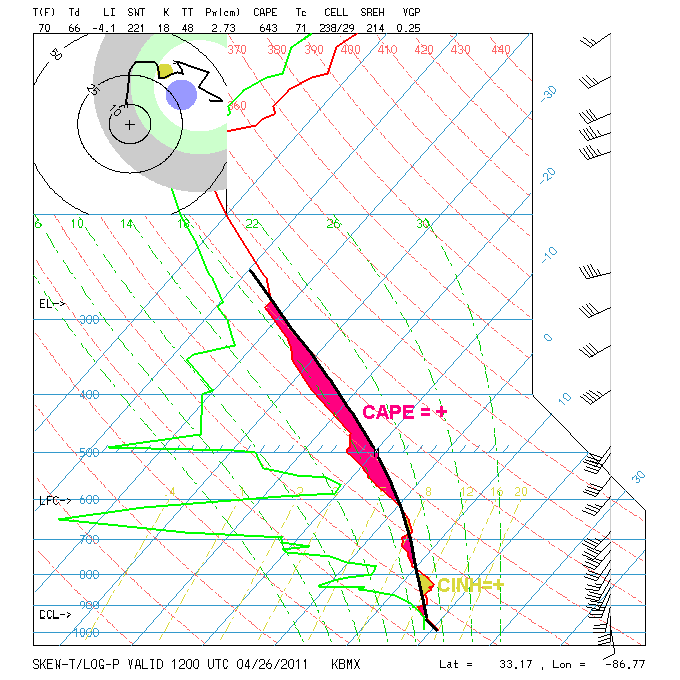 T(F) Td LI SWT K TT Pw(cm) CAPE Tc CELL SREH VGP
70 66 -4.1 221 18 48 2.73 643 71 238/29 214 0.25
50
370 380 390 400 410 420 430 440
25
-30
10
360
-20
6 10 14 18 22 26 30
-10
EL->
300
0
400
10
CAPE = +
500
30
4 8 12 16 20
LFC->
600
700
800
CINH=+
900
CCL->
1000
SKEW-T/LOG-P VALID 1200 UTC 04/26/2011 KBMX Lat = 33.17 , Lon = -86.77